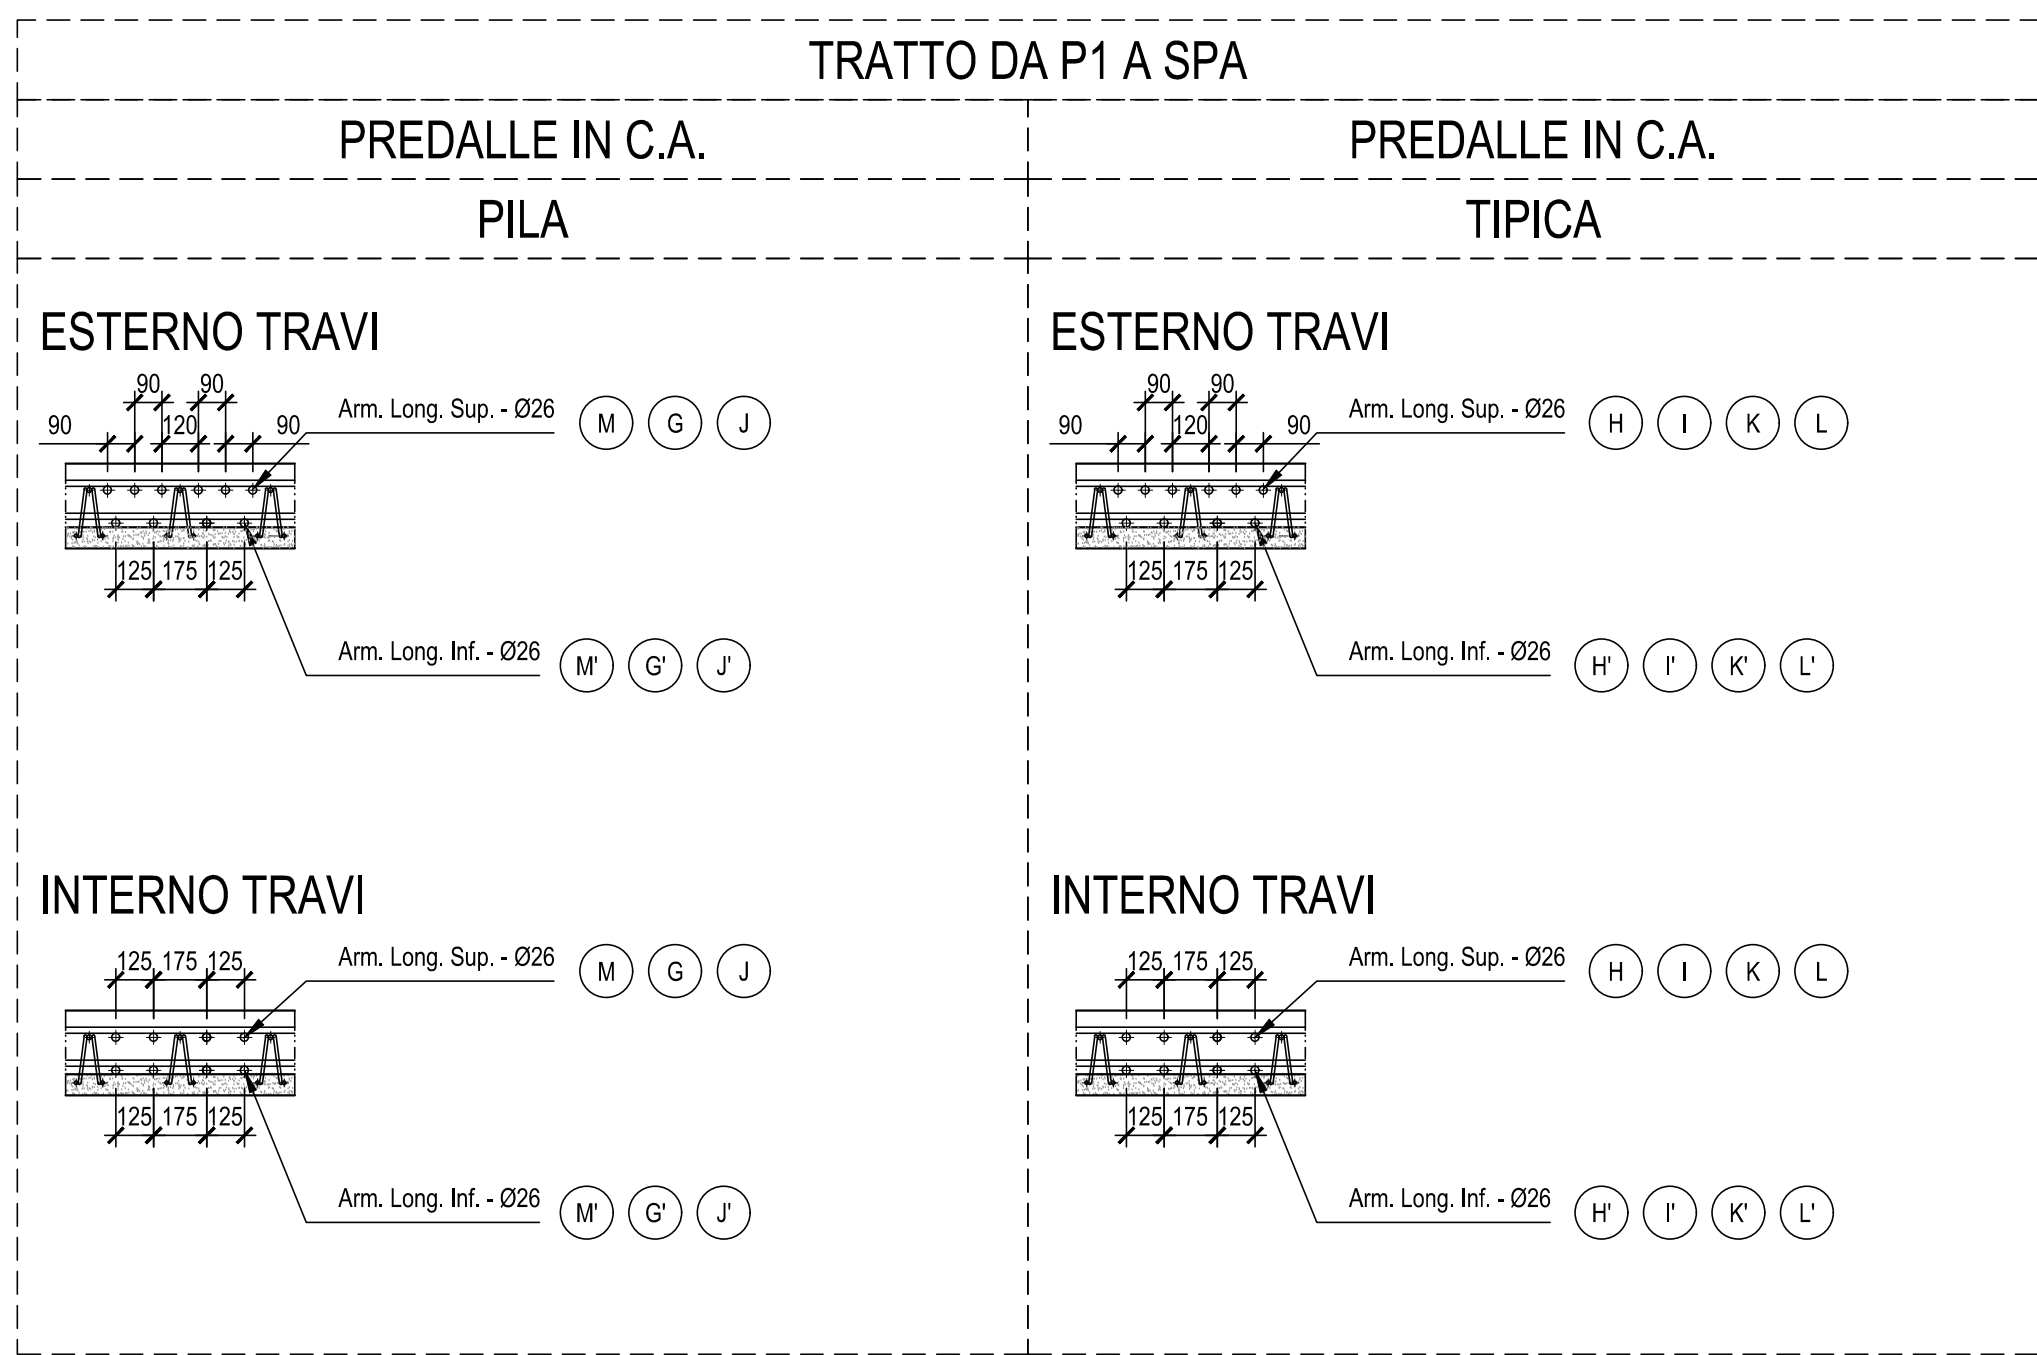 TRATTO DA P1 A SPA
PREDALLE IN C.A.
PREDALLE IN C.A.
PILA
TIPICA
ESTERNO TRAVI
90 90
90 120 90
Arm. Long. Sup. - Ø26 M G J
125 175 125
Arm. Long. Inf. - Ø26 M' G' J'
INTERNO TRAVI
125 175 125
Arm. Long. Sup. - Ø26 M G J
125 175 125
Arm. Long. Inf. - Ø26 M' G' J'
ESTERNO TRAVI
90 90
90 120 90
Arm. Long. Sup. - Ø26 H I K L
125 175 125
Arm. Long. Inf. - Ø26 H' I' K' L'
INTERNO TRAVI
125 175 125
Arm. Long. Sup. - Ø26 H I K L
125 175 125
Arm. Long. Inf. - Ø26 H' I' K' L'